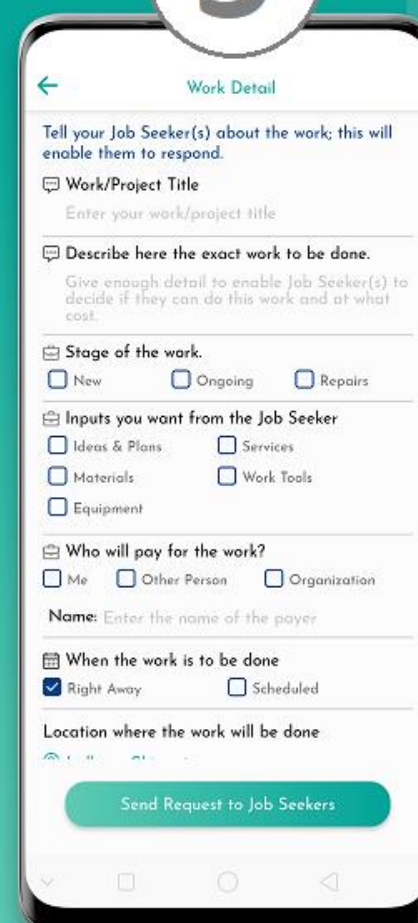 Work Detail
Tell your Job Seeker(s) about the work; this will
enable them to respond.
Work/Project Title
Enter your work/project title
Describe here the exact work to be done.
Give enough detail to enable Job Seeker(s) to
decide if they can do this work and at what
cost.
Stage of the work.
New Ongoing Repairs
Inputs you want from the Job Seeker
Ideas & Plans Services
Materials Work Tools
Equipment
Who will pay for the work?
Me Other Person Organization
Name: Enter the name of the payer
When the work is to be done
Right Away Scheduled
Location where the work will be done
Send Request to Job Seekers